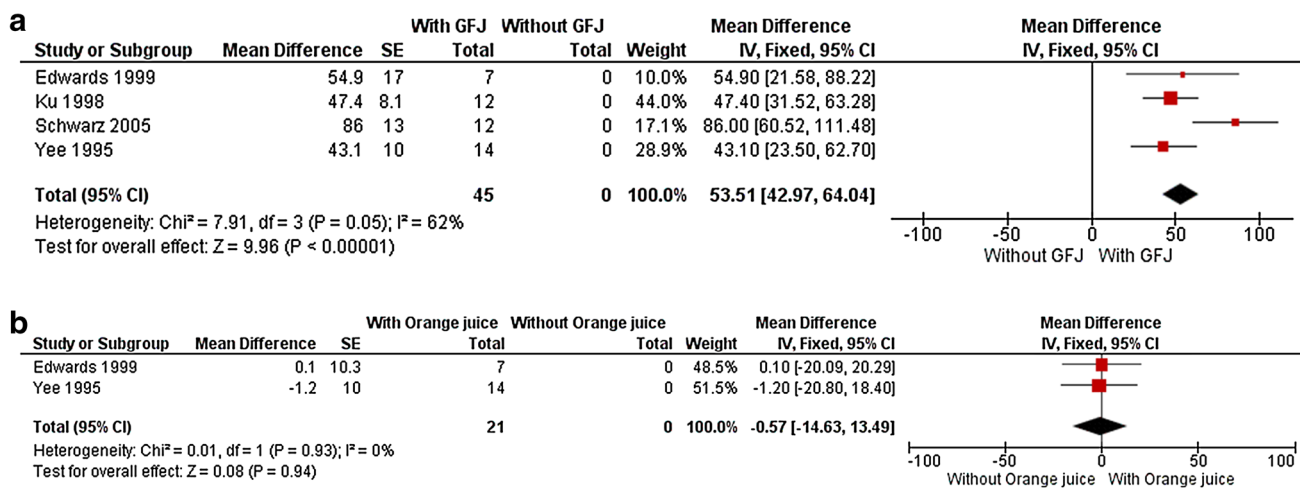 a
With GFJ Without GFJ Mean Difference Mean Difference
Study or Subgroup Mean Difference SE Total Total Weight IV, Fixed, 95% CI IV, Fixed, 95% CI
Edwards 1999 54.9 17 7 0 10.0% 54.90 [21.58, 88.22]
Ku 1998 47.4 8.1 12 0 44.0% 47.40 [31.52, 63.28]
Schwarz 2005 86 13 12 0 17.1% 86.00 [60.52, 111.48]
Yee 1995 43.1 10 14 0 28.9% 43.10 [23.50, 62.70]
Total (95% CI) 45 0 100.0% 53.51 [42.97, 64.04]
Heterogeneity: Chi² = 7.91, df = 3 (P = 0.05); I² = 62%
Test for overall effect: Z = 9.96 (P < 0.00001)
-100 -50 0 50 100
Without GFJ With GFJ
b
With Orange juice Without Orange juice Mean Difference Mean Difference
Study or Subgroup Mean Difference SE Total Total Weight IV, Fixed, 95% CI IV, Fixed, 95% CI
Edwards 1999 0.1 10.3 7 0 48.5% 0.10 [-20.09, 20.29]
Yee 1995 -1.2 10 14 0 51.5% -1.20 [-20.80, 18.40]
Total (95% CI) 21 0 100.0% -0.57 [-14.63, 13.49]
Heterogeneity: Chi² = 0.01, df = 1 (P = 0.93); I² = 0%
Test for overall effect: Z = 0.08 (P = 0.94)
-100 -50 0 50 100
Without Orange juice With Orange juice